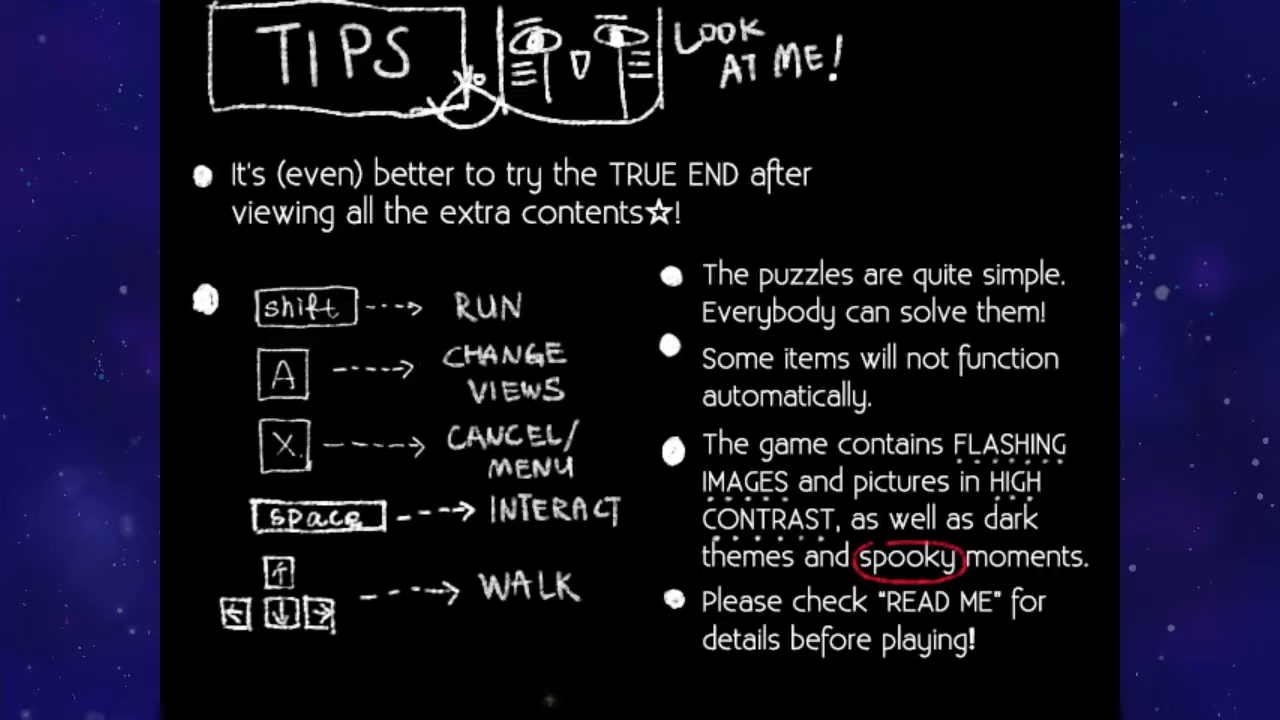 TIPS
LOOK
AT ME!
It's (even) better to try the TRUE END after
viewing all the extra contents☆!
shift → RUN
A → CHANGE
VIEWS
X → CANCEL/
MENU
space → INTERACT
↑
← ↓ → → WALK
The puzzles are quite simple.
Everybody can solve them!
Some items will not function
automatically.
The game contains FLASHING
IMAGES and pictures in HIGH
CONTRAST, as well as dark
themes and spooky moments.
Please check "READ ME" for
details before playing!